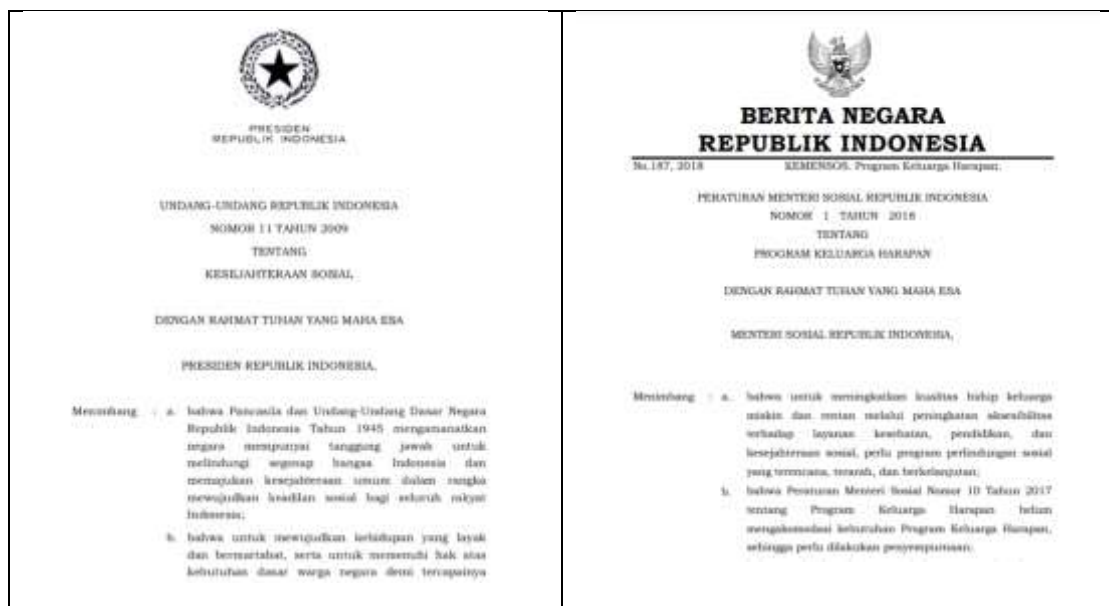 PRESIDEN
REPUBLIK INDONESIA
UNDANG-UNDANG REPUBLIK INDONESIA
NOMOR 11 TAHUN 2009
TENTANG
KESEJAHTERAAN SOSIAL
DENGAN RAHMAT TUHAN YANG MAHA ESA
PRESIDEN REPUBLIK INDONESIA,
Menimbang : a. bahwa Pancasila dan Undang-Undang Dasar Negara
Republik Indonesia Tahun 1945 mengamanatkan
negara mempunyai tanggung jawab untuk
melindungi segenap bangsa Indonesia dan
memajukan kesejahteraan umum dalam rangka
mewujudkan keadilan sosial bagi seluruh rakyat
Indonesia;
b. bahwa untuk mewujudkan kehidupan yang layak
dan bermartabat, serta untuk memenuhi hak atas
kebutuhan dasar warga negara demi tercapainya
BERITA NEGARA
REPUBLIK INDONESIA
No.187, 2018 KEMENSOS. Program Keluarga Harapan.
PERATURAN MENTERI SOSIAL REPUBLIK INDONESIA
NOMOR 1 TAHUN 2018
TENTANG
PROGRAM KELUARGA HARAPAN
DENGAN RAHMAT TUHAN YANG MAHA ESA
MENTERI SOSIAL REPUBLIK INDONESIA,
Menimbang : a. bahwa untuk meningkatkan kualitas hidup keluarga
miskin dan rentan melalui peningkatan aksesibilitas
terhadap layanan kesehatan, pendidikan, dan
kesejahteraan sosial, perlu program perlindungan sosial
yang terencana, terarah, dan berkelanjutan;
b. bahwa Peraturan Menteri Sosial Nomor 10 Tahun 2017
tentang Program Keluarga Harapan belum
mengakomodasi kebutuhan Program Keluarga Harapan,
sehingga perlu dilakukan penyempurnaan;